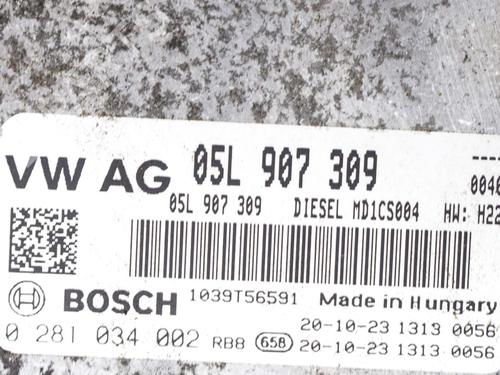 VW AG 05L 907 309 ----
0040
05L 907 309 DIESEL MD1CS004 HW: H22
BOSCH 1039T56591 Made in Hungary
0 281 034 002 RB8 658 20-10-23 1313 0056
20-10-23 1313 0056